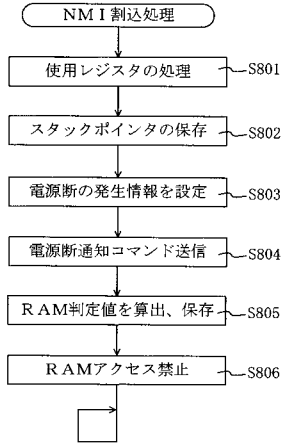 NMI割込処理
使用レジスタの処理 S801
スタックポインタの保存 S802
電源断の発生情報を設定 S803
電源断通知コマンド送信 S804
RAM判定値を算出、保存 S805
RAMアクセス禁止 S806